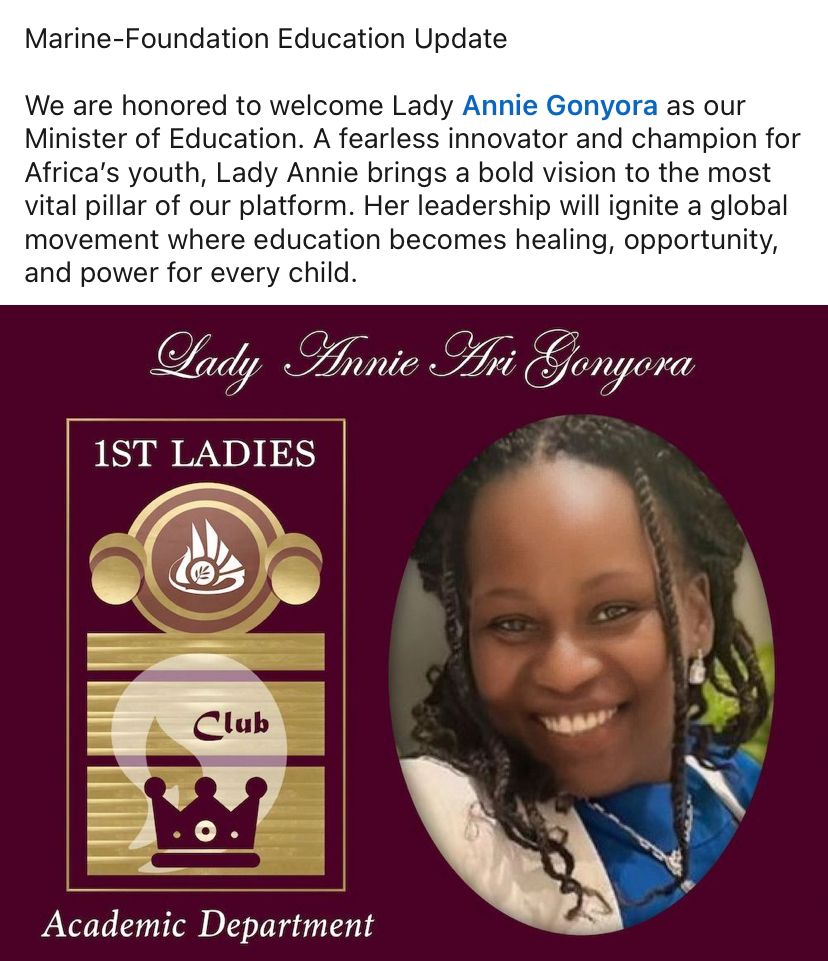 Marine-Foundation Education Update
We are honored to welcome Lady Annie Gonyora as our
Minister of Education. A fearless innovator and champion for
Africa’s youth, Lady Annie brings a bold vision to the most
vital pillar of our platform. Her leadership will ignite a global
movement where education becomes healing, opportunity,
and power for every child.
Lady Annie Ari Gonyora
1ST LADIES
Club
Academic Department